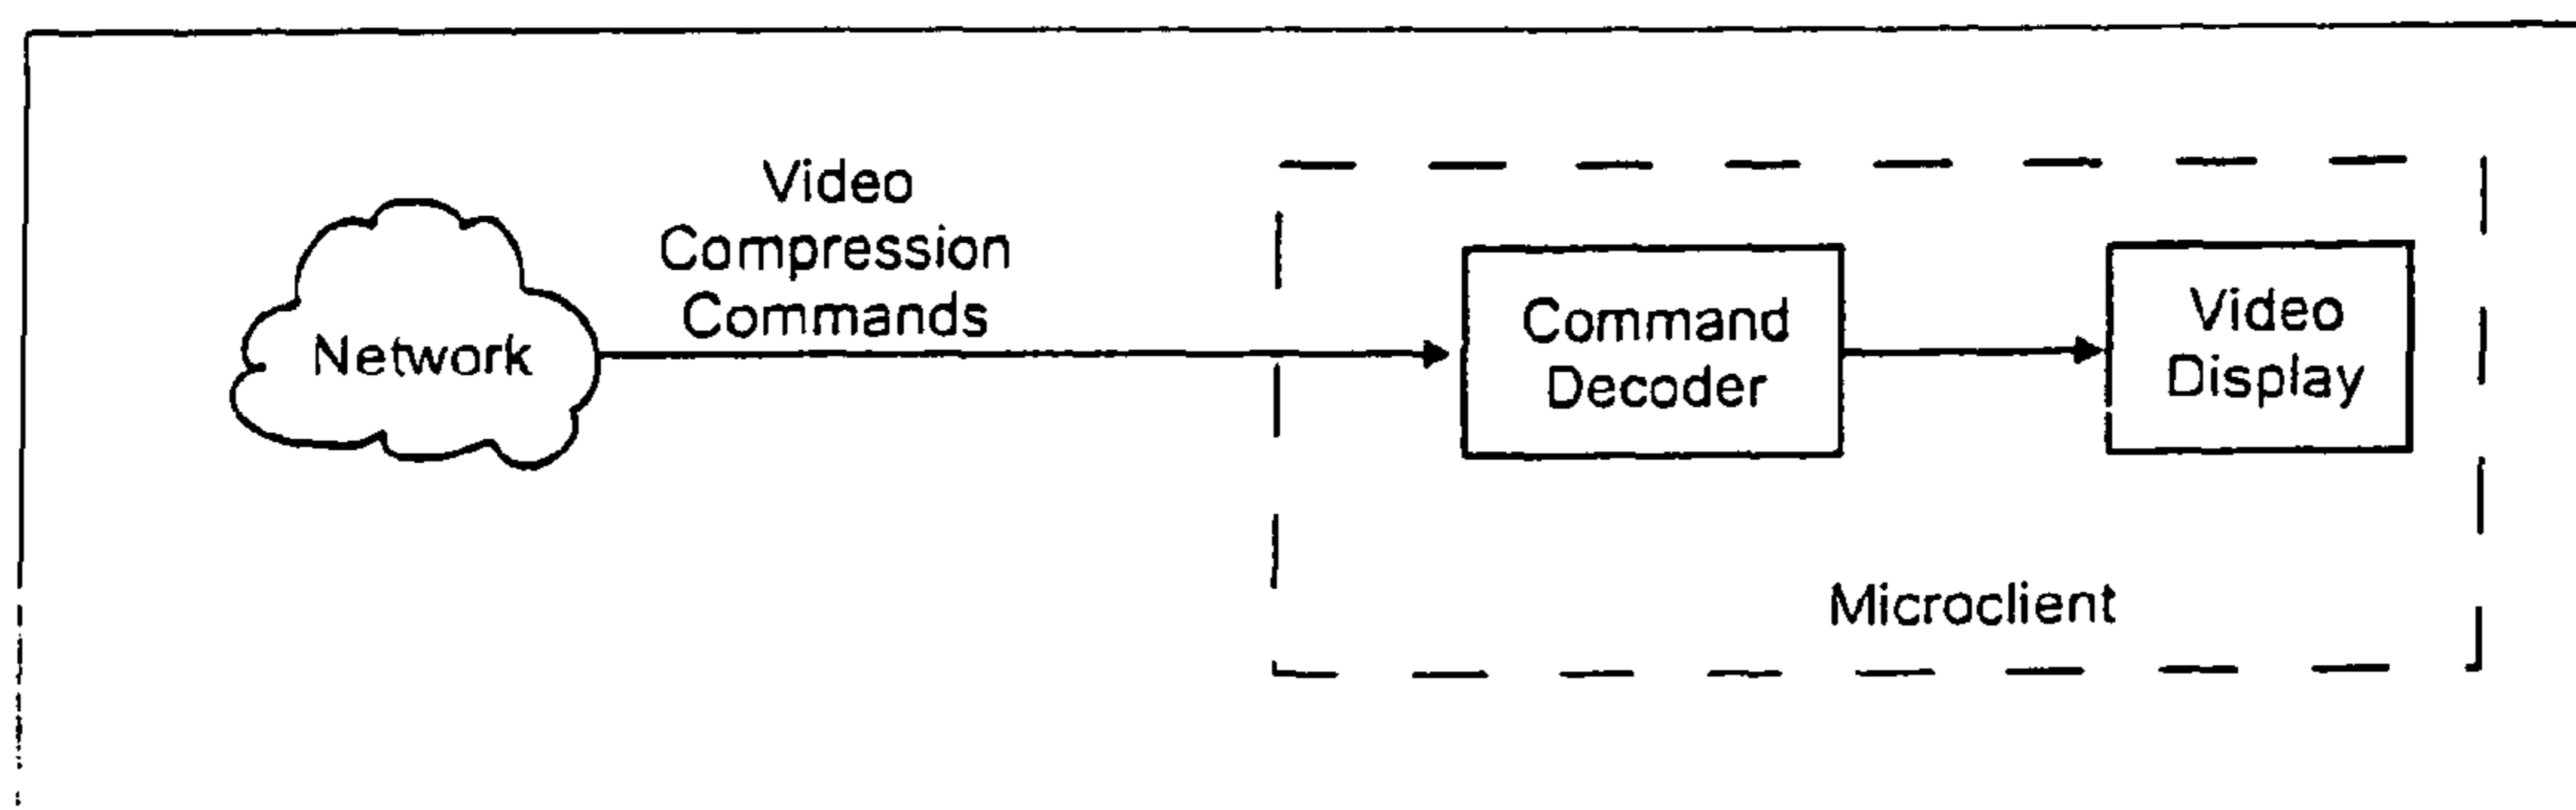 Video
Compression
Commands
Network
Command
Decoder
Video
Display
Microclient